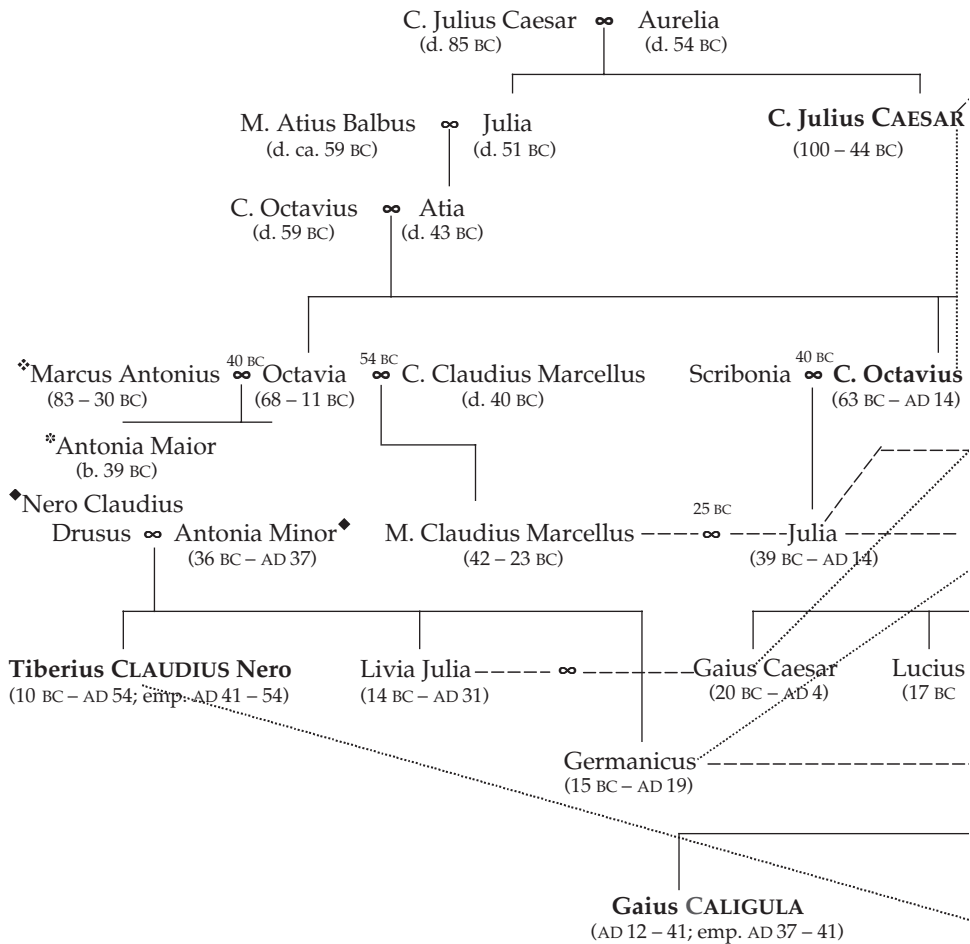 C. Julius Caesar ∞ Aurelia
(d. 85 BC) (d. 54 BC)
M. Atius Balbus ∞ Julia C. Julius CAESAR
(d. ca. 59 BC) (d. 51 BC) (100 – 44 BC)
C. Octavius ∞ Atia
(d. 59 BC) (d. 43 BC)
40 BC 54 BC 40 BC
❖Marcus Antonius ∞ Octavia ∞ C. Claudius Marcellus Scribonia ∞ C. Octavius
(83 – 30 BC) (68 – 11 BC) (d. 40 BC) (63 BC – AD 14)
❇Antonia Maior
(b. 39 BC)
◆Nero Claudius
25 BC
Drusus ∞ Antonia Minor◆ M. Claudius Marcellus ∞ Julia
(36 BC – AD 37) (42 – 23 BC) (39 BC – AD 14)
Tiberius CLAUDIUS Nero Livia Julia ∞ Gaius Caesar Lucius
(10 BC – AD 54; emp. AD 41 – 54) (14 BC – AD 31) (20 BC – AD 4) (17 BC
Germanicus
(15 BC – AD 19)
Gaius CALIGULA
(AD 12 – 41; emp. AD 37 – 41)